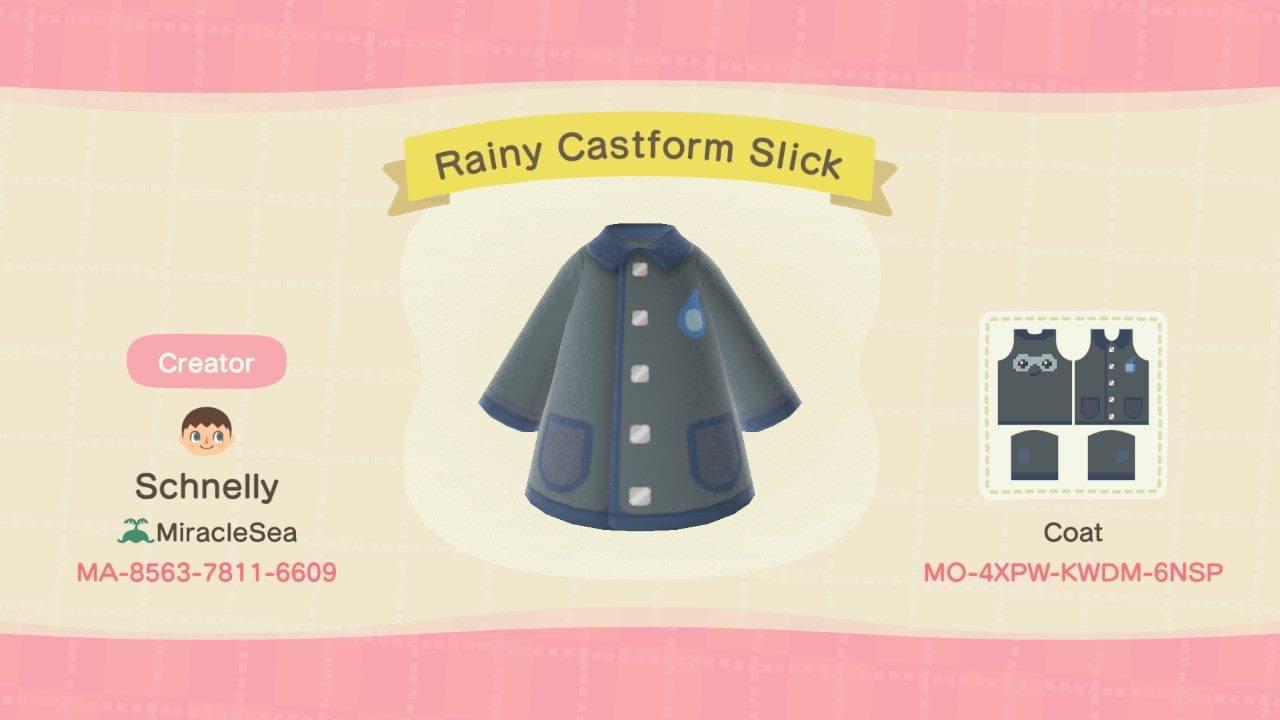 Rainy Castform Slick
Creator
Schnelly
MiracleSea
MA-8563-7811-6609
Coat
MO-4XPW-KWDM-6NSP